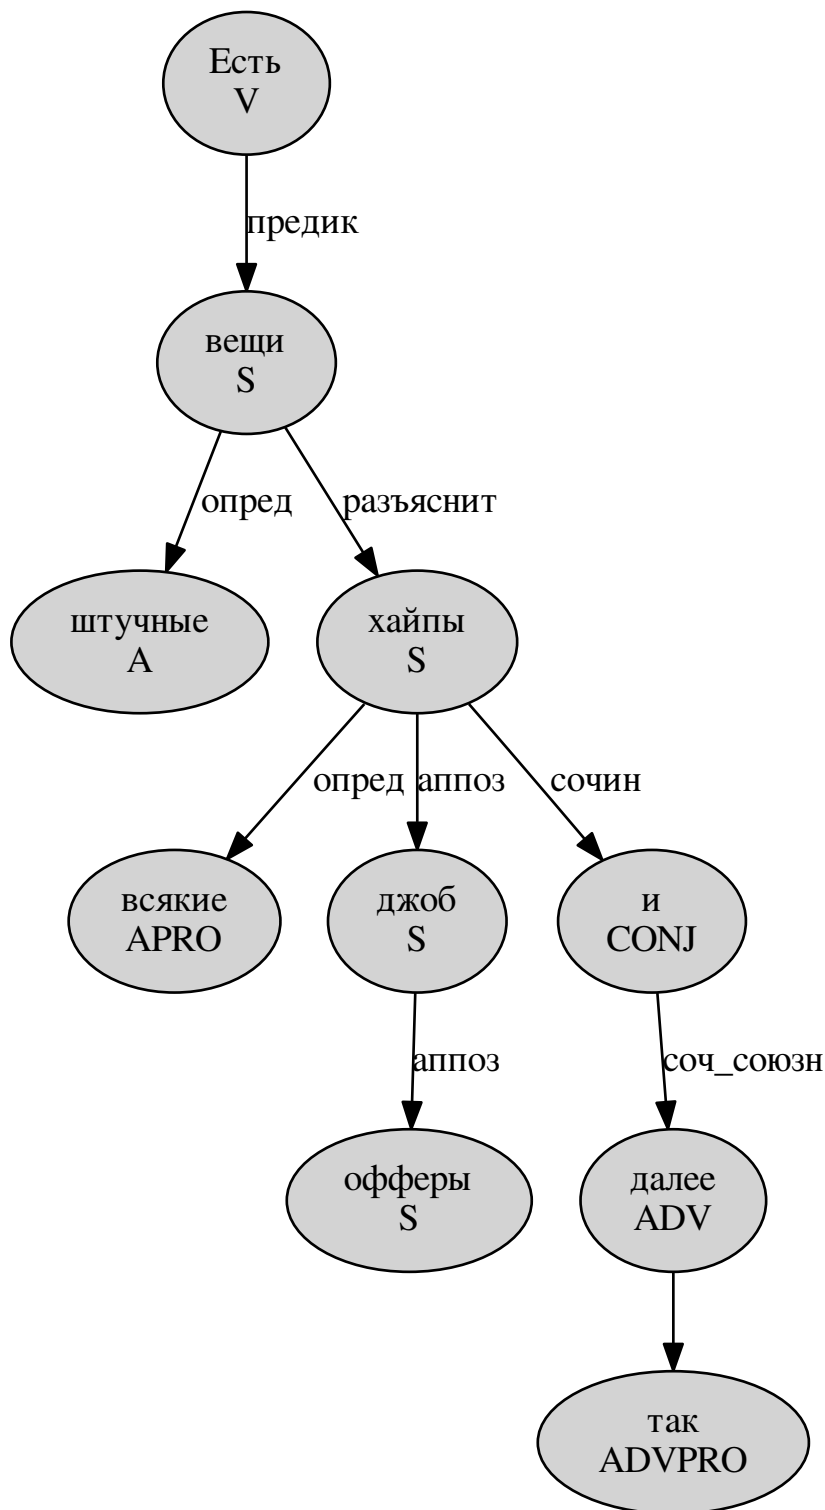 Есть
V
предик
вещи
S
опред
разъяснит
штучные
A
хайпы
S
опред
аппоз
сочин
всякие
APRO
джоб
S
и
CONJ
аппоз
соч_союзн
офферы
S
далее
ADV
так
ADVPRO